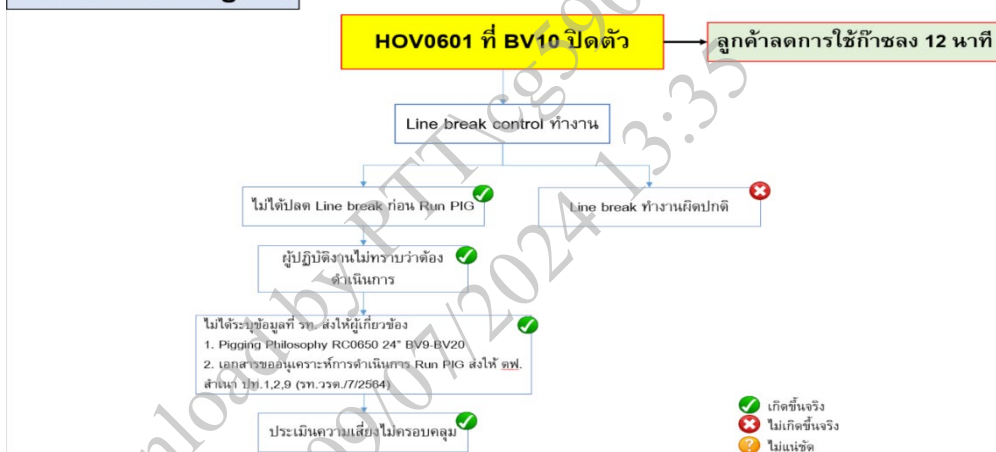 HOV0601 ที่ BV10 ปิดตัว
ลูกค้าลดการใช้ก๊าซลง 12 นาที
Line break control ทำงาน
ไม่ได้ปลด Line break ก่อน Run PIG
Line break ทำงานผิดปกติ
ผู้ปฏิบัติงานไม่ทราบว่าต้อง
ดำเนินการ
ไม่ได้ระบุข้อมูลที่ รท. ส่งให้ผู้เกี่ยวข้อง
1. Pigging Philosophy RC0650 24" BV9-BV20
2. เอกสารขออนุเคราะห์การดำเนินการ Run PIG ส่งให้ ตฟ.
สำเนา ปท.1,2,9 (รท.วรต./7/2564)
ประเมินความเสี่ยงไม่ครอบคลุม
เกิดขึ้นจริง
ไม่เกิดขึ้นจริง
ไม่แน่ชัด
nload by PTT\cg590
09/07/2024 13:35